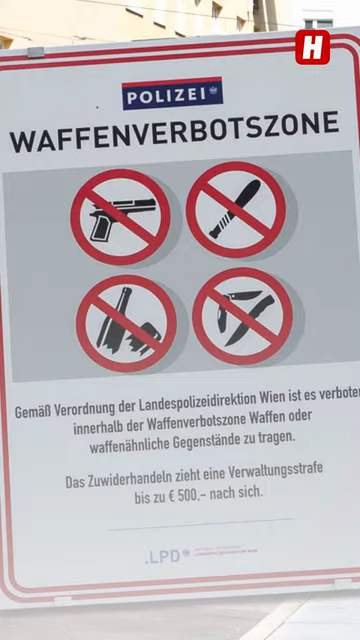 H
POLIZEI
WAFFENVERBOTSZONE
Gemäß Verordnung der Landespolizeidirektion Wien ist es verboten
innerhalb der Waffenverbotszone Waffen oder
waffenähnliche Gegenstände zu tragen.
Das Zuwiderhandeln zieht eine Verwaltungsstrafe
bis zu € 500,- nach sich.
.LPD